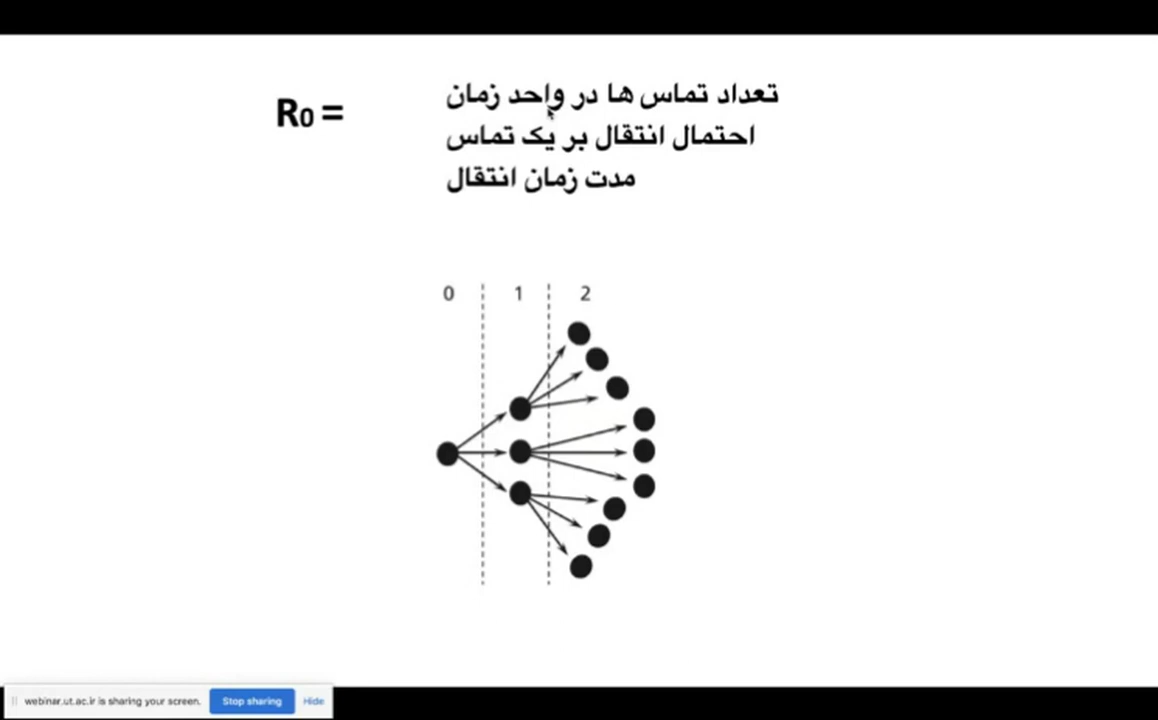 R0 =
تعداد تماس ها در واحد زمان
احتمال انتقال بر یک تماس
مدت زمان انتقال
0 1 2
webinar.ut.ac.ir is sharing your screen. Stop sharing Hide